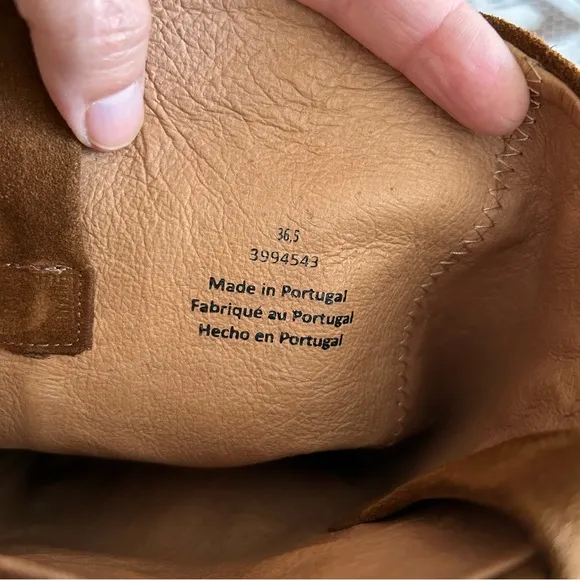 36,5
3994543
Made in Portugal
Fabriqué au Portugal
Hecho en Portugal